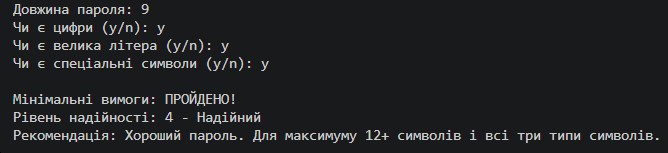 Довжина пароля: 9
Чи є цифри (y/n): y
Чи є велика літера (y/n): y
Чи є спеціальні символи (y/n): y
Мінімальні вимоги: ПРОЙДЕНО!
Рівень надійності: 4 - Надійний
Рекомендація: Хороший пароль. Для максимуму 12+ символів і всі три типи символів.